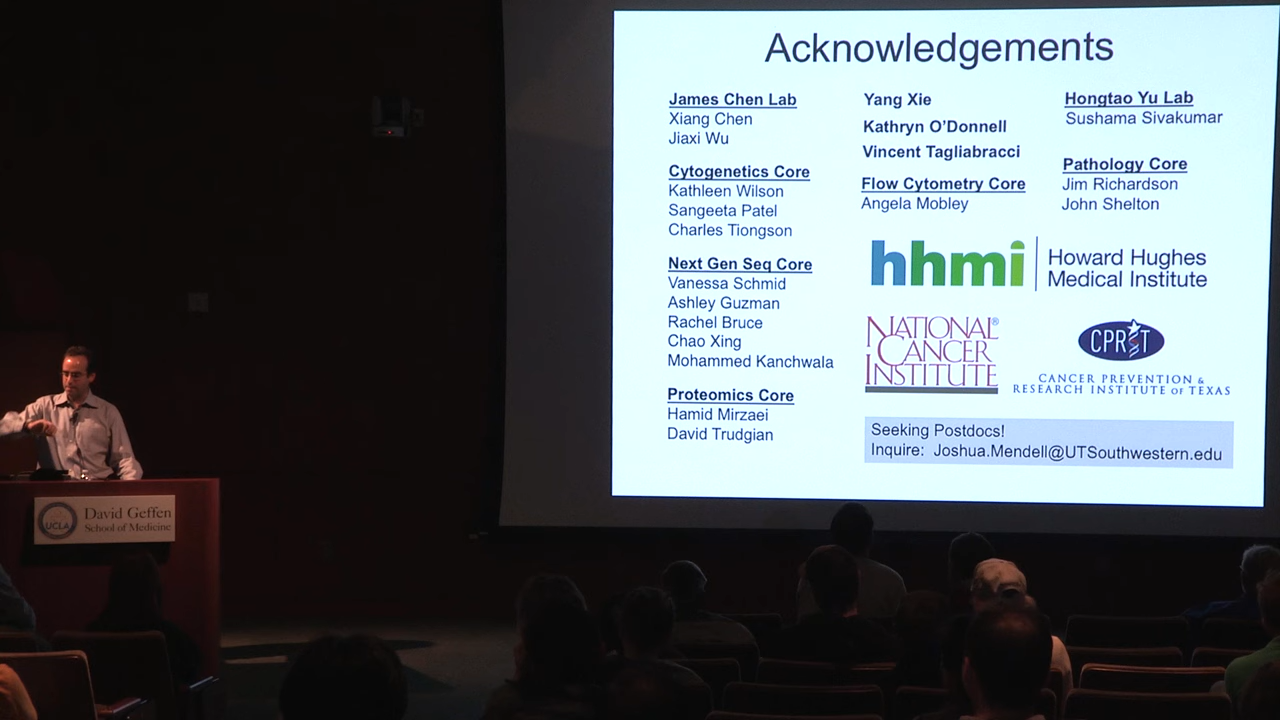 Acknowledgements
James Chen Lab
Xiang Chen
Jiaxi Wu
Cytogenetics Core
Kathleen Wilson
Sangeeta Patel
Charles Tiongson
Next Gen Seq Core
Vanessa Schmid
Ashley Guzman
Rachel Bruce
Chao Xing
Mohammed Kanchwala
Proteomics Core
Hamid Mirzaei
David Trudgian
Yang Xie
Kathryn O’Donnell
Vincent Tagliabracci
Flow Cytometry Core
Angela Mobley
Hongtao Yu Lab
Sushama Sivakumar
Pathology Core
Jim Richardson
John Shelton
hhmi
Howard Hughes
Medical Institute
NATIONAL®
CANCER
INSTITUTE
CPRIT
CANCER PREVENTION &
RESEARCH INSTITUTE OF TEXAS
Seeking Postdocs!
Inquire: Joshua.Mendell@UTSouthwestern.edu
UCLA
David Geffen
School of Medicine